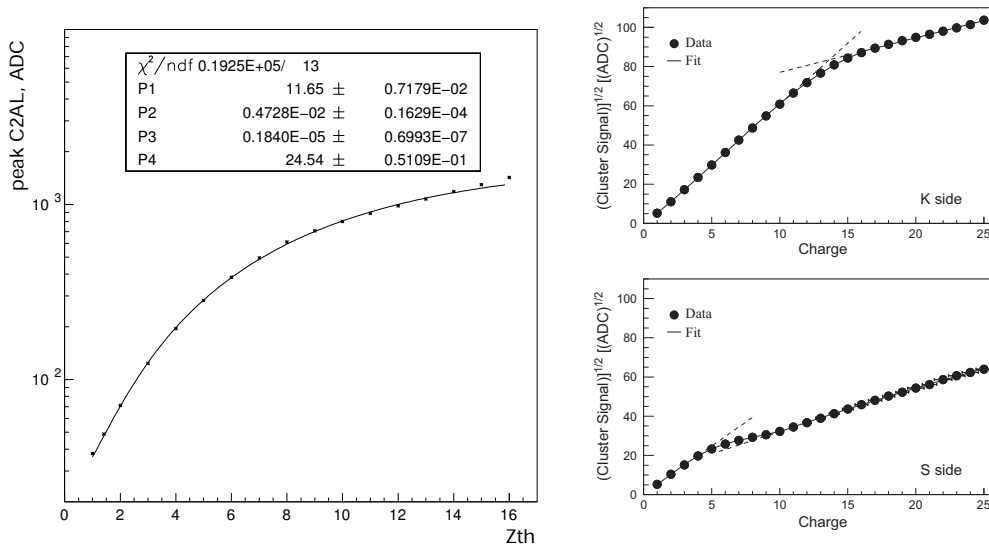 peak C2AL, ADC
χ²/ndf 0.1925E+05/ 13
P1 11.65 ± 0.7179E−02
P2 0.4728E−02 ± 0.1629E−04
P3 0.1840E−05 ± 0.6993E−07
P4 24.54 ± 0.5109E−01
10³
10²
0 2 4 6 8 10 12 14 16
Zth
(Cluster Signal)]^1/2 [(ADC)^1/2
100
80
60
40
20
0
Data
Fit
K side
0 5 10 15 20 25
Charge
(Cluster Signal)]^1/2 [(ADC)^1/2
100
80
60
40
20
0
Data
Fit
S side
0 5 10 15 20 25
Charge